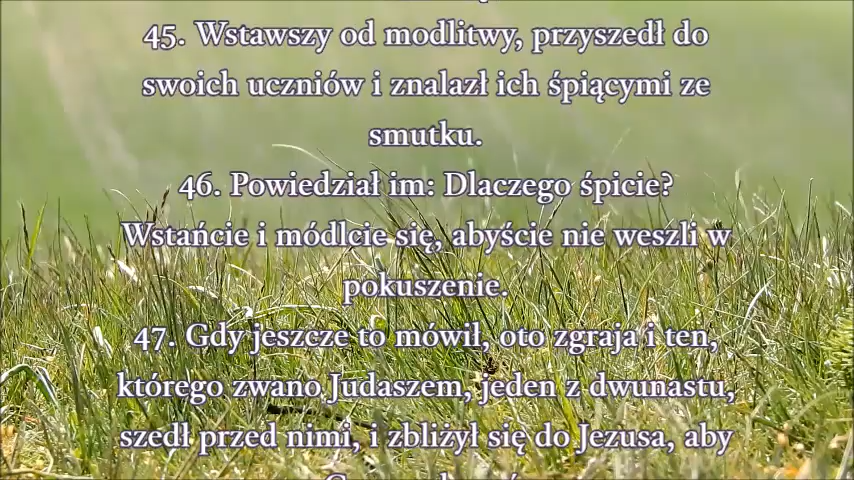 45. Wstawszy od modlitwy, przyszedł do
swoich uczniów i znalazł ich śpiącymi ze
smutku.
46. Powiedział im: Dlaczego śpicie?
Wstańcie i módlcie się, abyście nie weszli w
pokuszenie.
47. Gdy jeszcze to mówił, oto zgraja i ten,
którego zwano Judaszem, jeden z dwunastu,
szedł przed nimi, i zbliżył się do Jezusa, aby